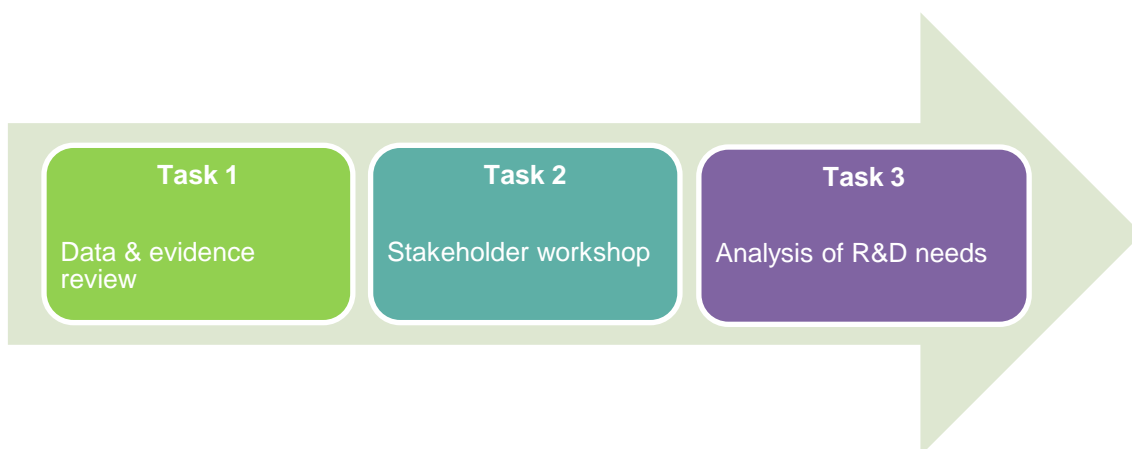 Task 1
Data & evidence
review
Task 2
Stakeholder workshop
Task 3
Analysis of R&D needs